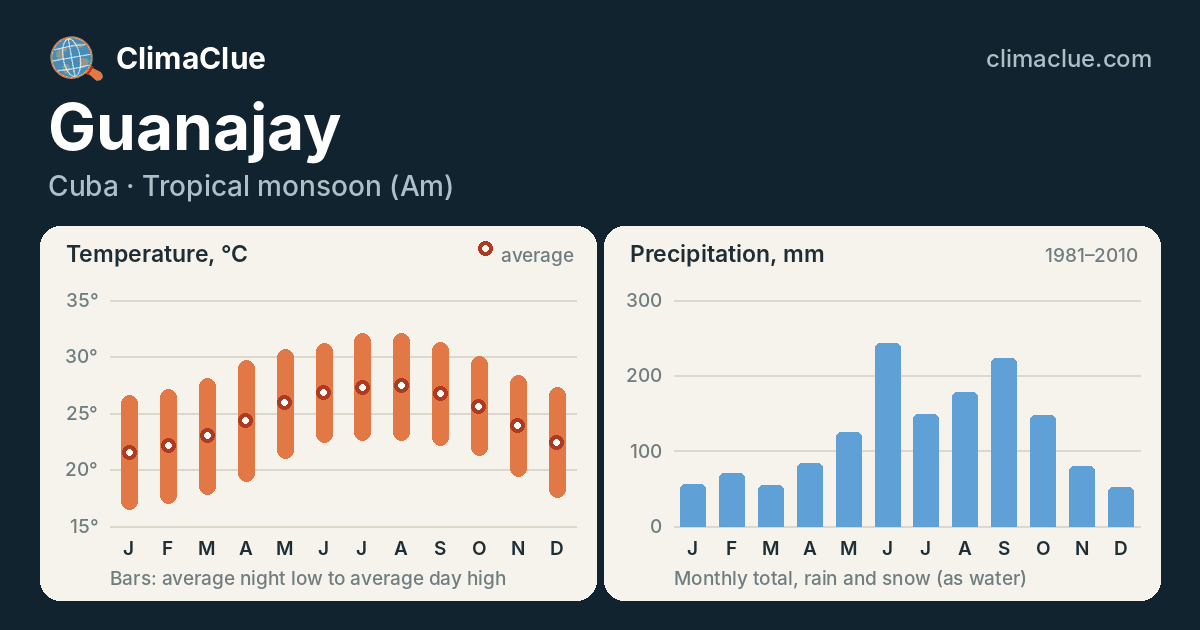 ClimaClue
climaclue.com
Guanajay
Cuba · Tropical monsoon (Am)
Temperature, °C
average
35°
30°
25°
20°
15°
J F M A M J J A S O N D
Bars: average night low to average day high
Precipitation, mm
1981–2010
300
200
100
0
J F M A M J J A S O N D
Monthly total, rain and snow (as water)